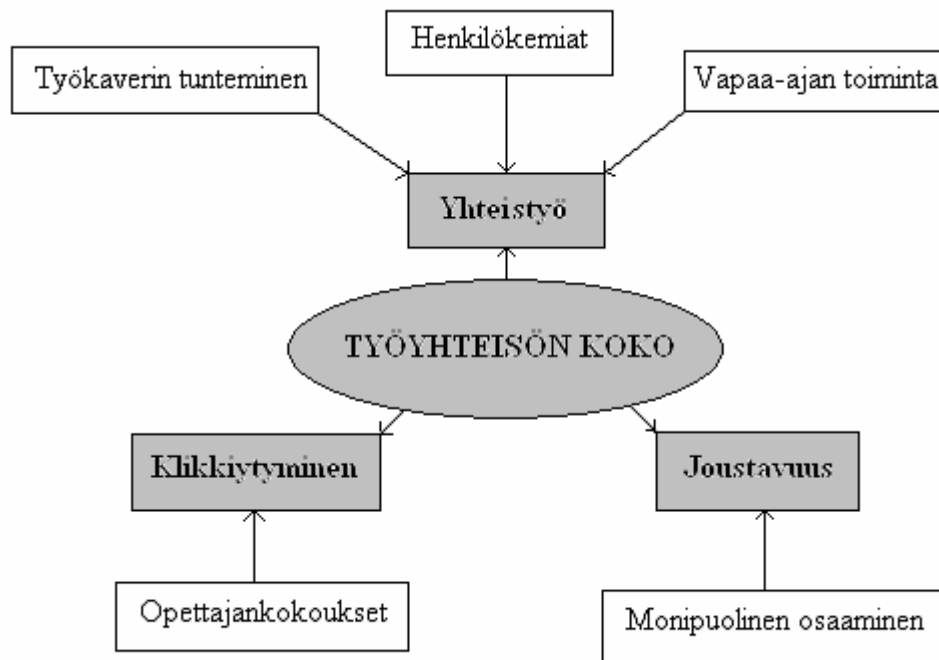 Henkilökemiat
Työkaverin tunteminen
Vapaa-ajan toiminta
Yhteistyö
TYÖYHTEISÖN KOKO
Klikkiytyminen
Joustavuus
Opettajankokoukset
Monipuolinen osaaminen